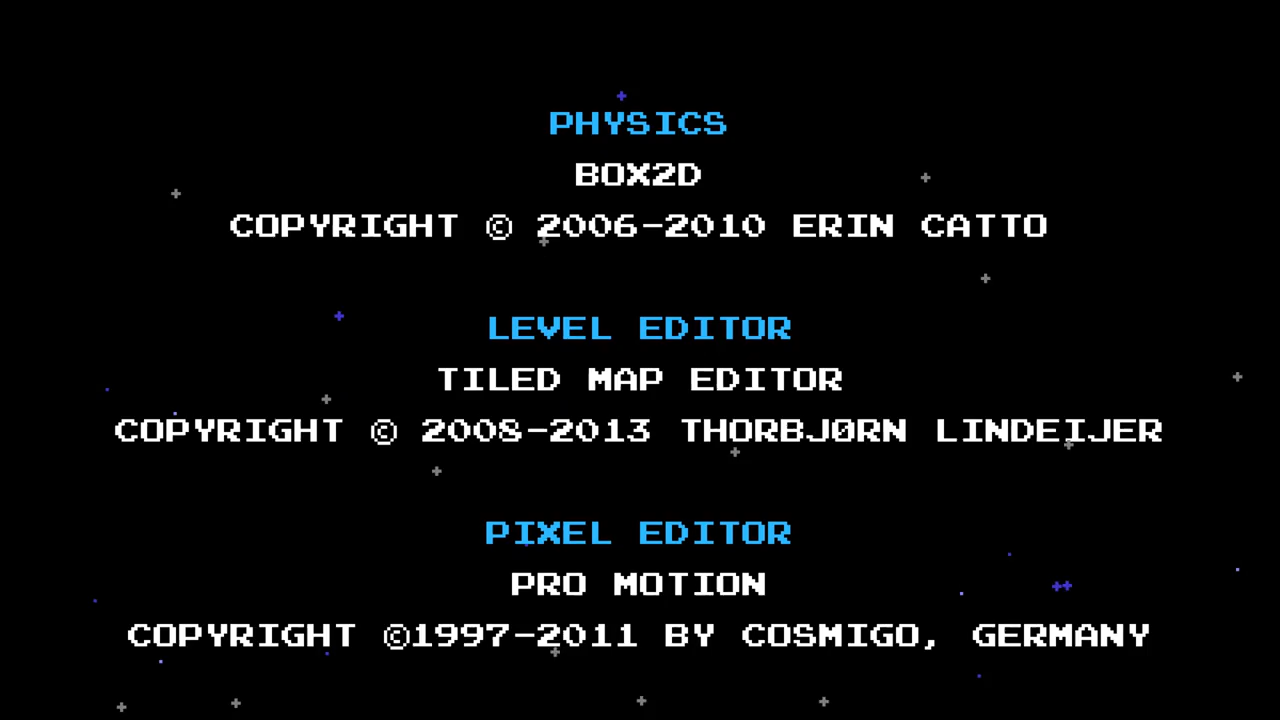 PHYSICS
BOX2D
COPYRIGHT © 2006-2010 ERIN CATTO
LEVEL EDITOR
TILED MAP EDITOR
COPYRIGHT © 2008-2013 THORBJØRN LINDEIJER
PIXEL EDITOR
PRO MOTION
COPYRIGHT ©1997-2011 BY COSMIGO, GERMANY